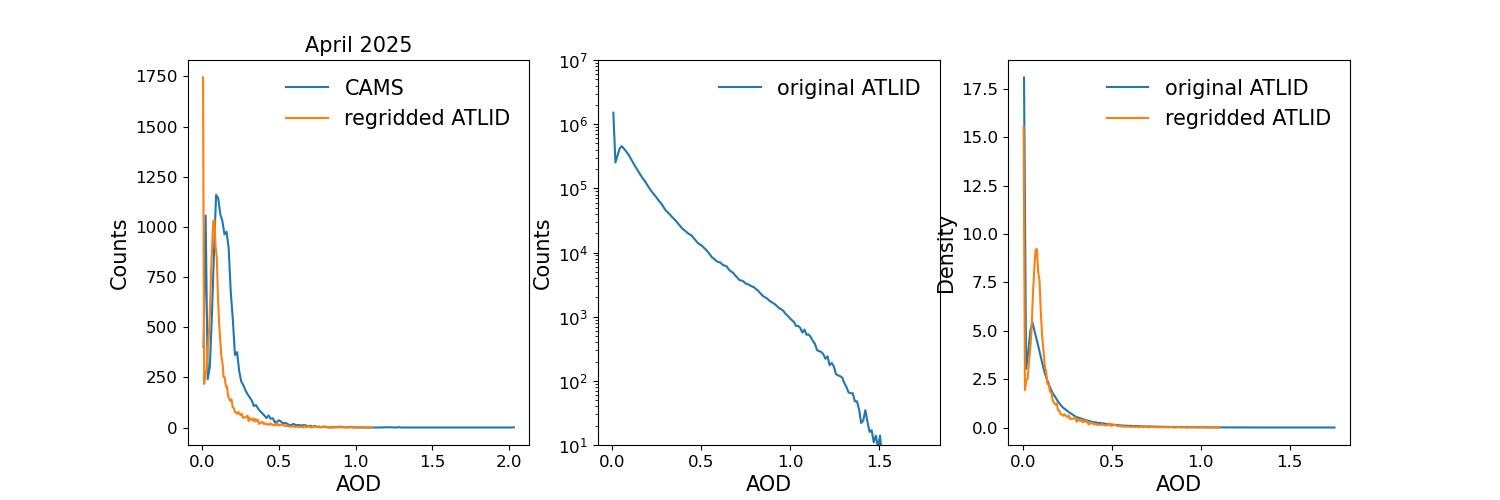 April 2025
1750
1500
1250
1000
750
500
250
0
Counts
CAMS
regridded ATLID
0.0 0.5 1.0 1.5 2.0
AOD
10^7
10^6
10^5
10^4
10^3
10^2
10^1
Counts
original ATLID
0.0 0.5 1.0 1.5
AOD
17.5
15.0
12.5
10.0
7.5
5.0
2.5
0.0
Density
original ATLID
regridded ATLID
0.0 0.5 1.0 1.5
AOD